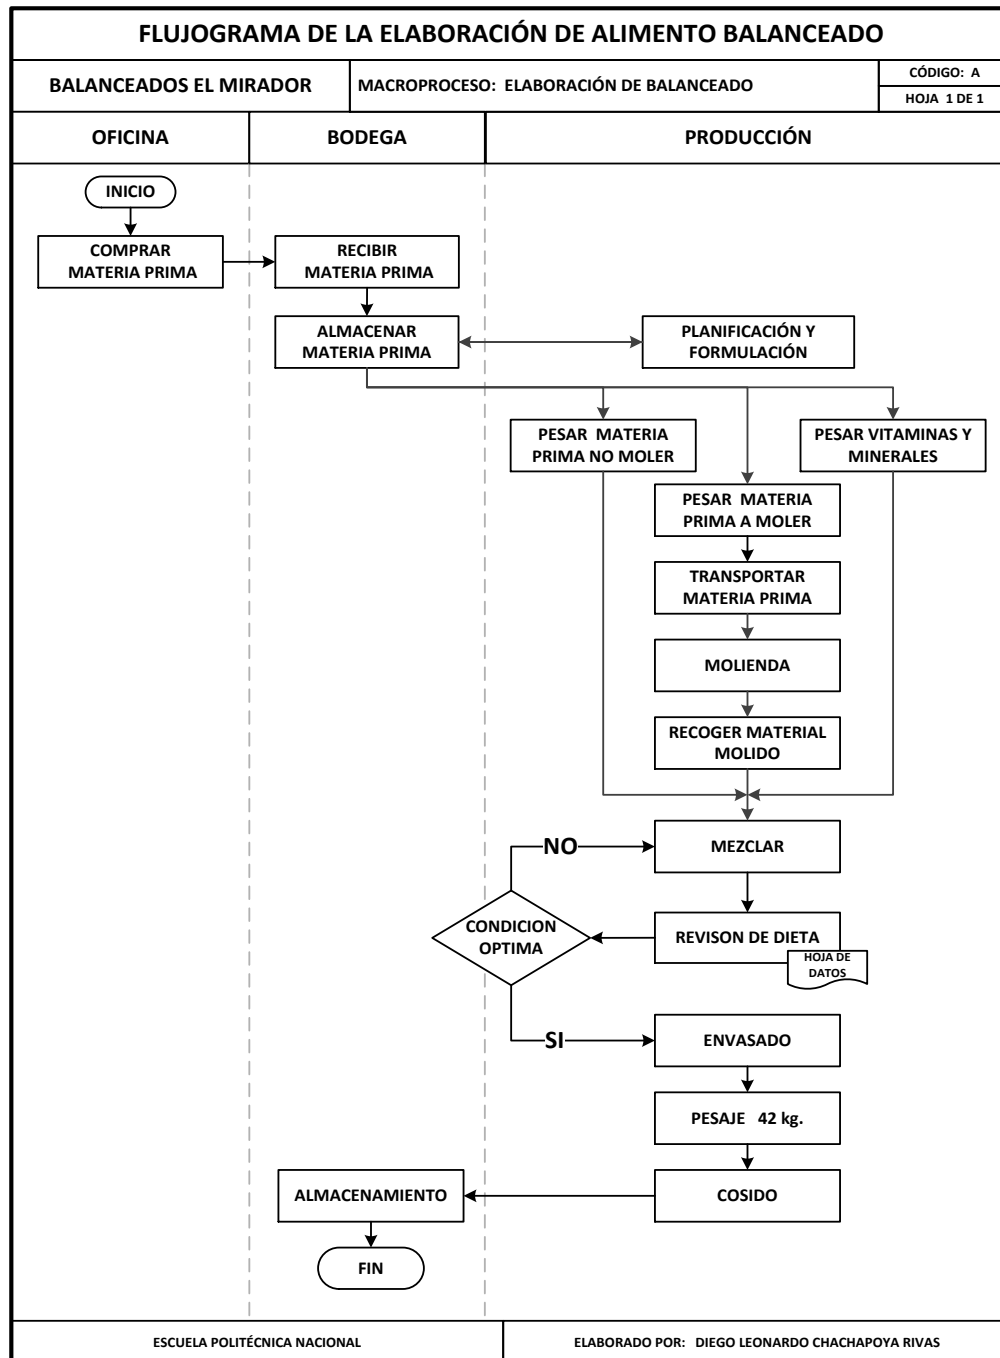 FLUJOGRAMA DE LA ELABORACIÓN DE ALIMENTO BALANCEADO
BALANCEADOS EL MIRADOR
MACROPROCESO: ELABORACIÓN DE BALANCEADO
CÓDIGO: A
HOJA 1 DE 1
OFICINA
BODEGA
PRODUCCIÓN
INICIO
COMPRAR
MATERIA PRIMA
RECIBIR
MATERIA PRIMA
ALMACENAR
MATERIA PRIMA
PLANIFICACIÓN Y
FORMULACIÓN
PESAR MATERIA
PRIMA NO MOLER
PESAR VITAMINAS Y
MINERALES
PESAR MATERIA
PRIMA A MOLER
TRANSPORTAR
MATERIA PRIMA
MOLIENDA
RECOGER MATERIAL
MOLIDO
NO
MEZCLAR
CONDICION
OPTIMA
REVISON DE DIETA
HOJA DE
DATOS
SI
ENVASADO
PESAJE 42 kg.
ALMACENAMIENTO
COSIDO
FIN
ESCUELA POLITÉCNICA NACIONAL
ELABORADO POR: DIEGO LEONARDO CHACHAPOYA RIVAS